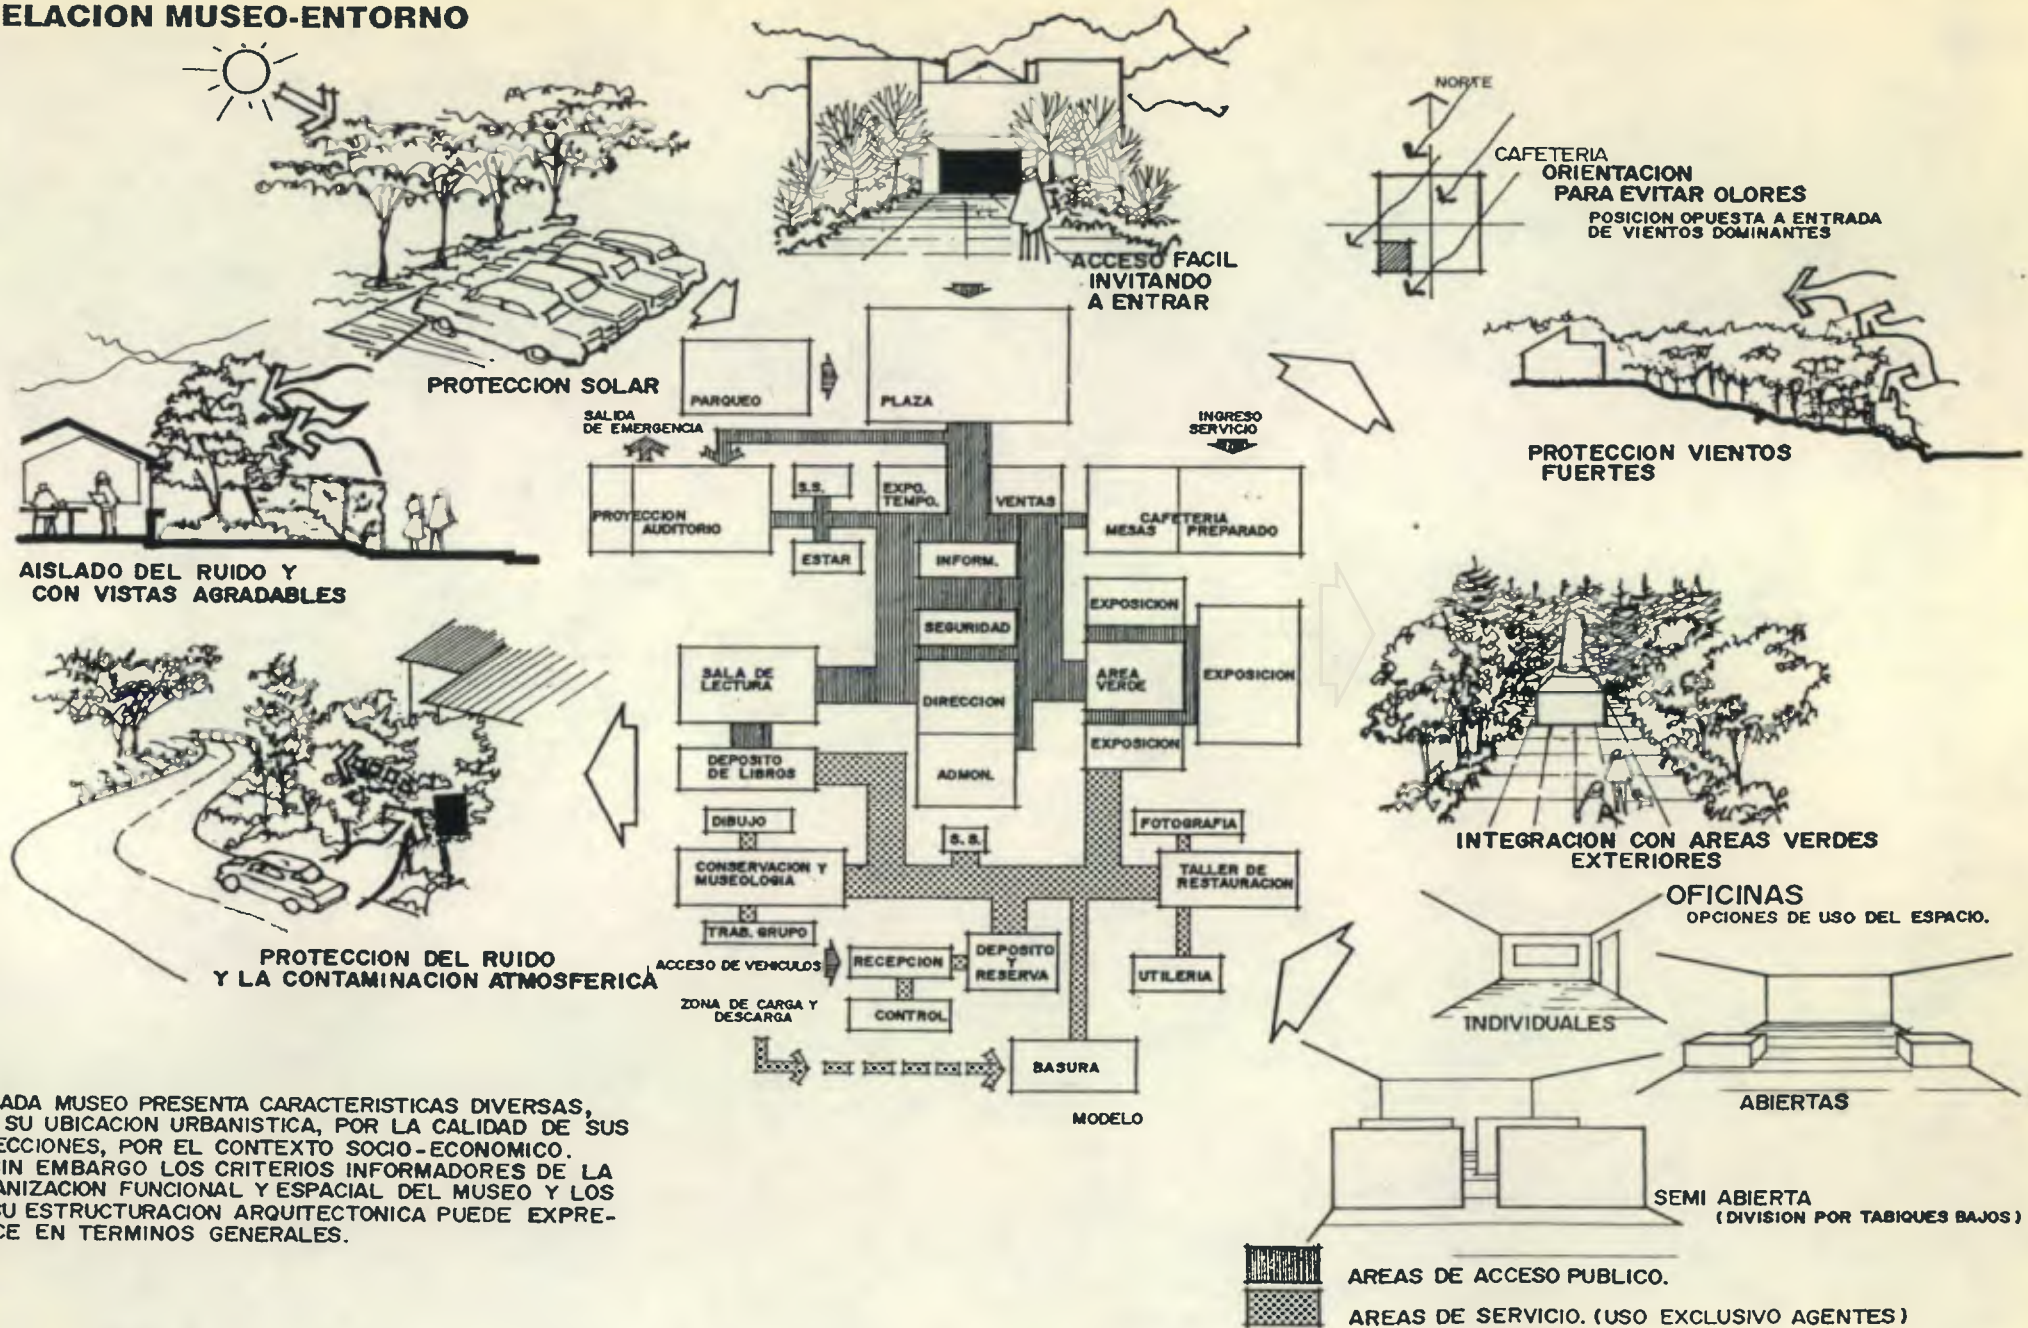 ELACION MUSEO-ENTORNO
NORTE
CAFETERIA
ORIENTACION
PARA EVITAR OLORES
POSICION OPUESTA A ENTRADA
DE VIENTOS DOMINANTES
ACCESO FACIL
INVITANDO
A ENTRAR
PROTECCION SOLAR
PARQUEO
PLAZA
SALIDA
DE EMERGENCIA
INGRESO
SERVICIO
PROTECCION VIENTOS
FUERTES
PROYECCION
AUDITORIO
S.S.
EXPO.
TEMPO.
VENTAS
CAFETERIA
MESAS
PREPARADO
ESTAR
INFORM.
AISLADO DEL RUIDO Y
CON VISTAS AGRADABLES
EXPOSICION
SEGURIDAD
SALA DE
LECTURA
AREA
VERDE
EXPOSICION
DIRECCION
EXPOSICION
DEPOSITO
DE LIBROS
ADMON.
DIBUJO
S.S.
FOTOGRAFIA
INTEGRACION CON AREAS VERDES
EXTERIORES
CONSERVACION Y
MUSEOLOGIA
TALLER DE
RESTAURACION
OFICINAS
OPCIONES DE USO DEL ESPACIO.
TRAB. GRUPO
PROTECCION DEL RUIDO
Y LA CONTAMINACION ATMOSFERICA
ACCESO DE VEHICULOS
RECEPCION
DEPOSITO
Y
RESERVA
UTILERIA
ZONA DE CARGA Y
DESCARGA
CONTROL
INDIVIDUALES
BASURA
MODELO
ABIERTAS
ADA MUSEO PRESENTA CARACTERISTICAS DIVERSAS,
SU UBICACION URBANISTICA, POR LA CALIDAD DE SUS
ECCIONES, POR EL CONTEXTO SOCIO-ECONOMICO.
IN EMBARGO LOS CRITERIOS INFORMADORES DE LA
ANIZACION FUNCIONAL Y ESPACIAL DEL MUSEO Y LOS
SU ESTRUCTURACION ARQUITECTONICA PUEDE EXPRE-
CE EN TERMINOS GENERALES.
SEMI ABIERTA
(DIVISION POR TABIQUES BAJOS)
AREAS DE ACCESO PUBLICO.
AREAS DE SERVICIO. (USO EXCLUSIVO AGENTES)